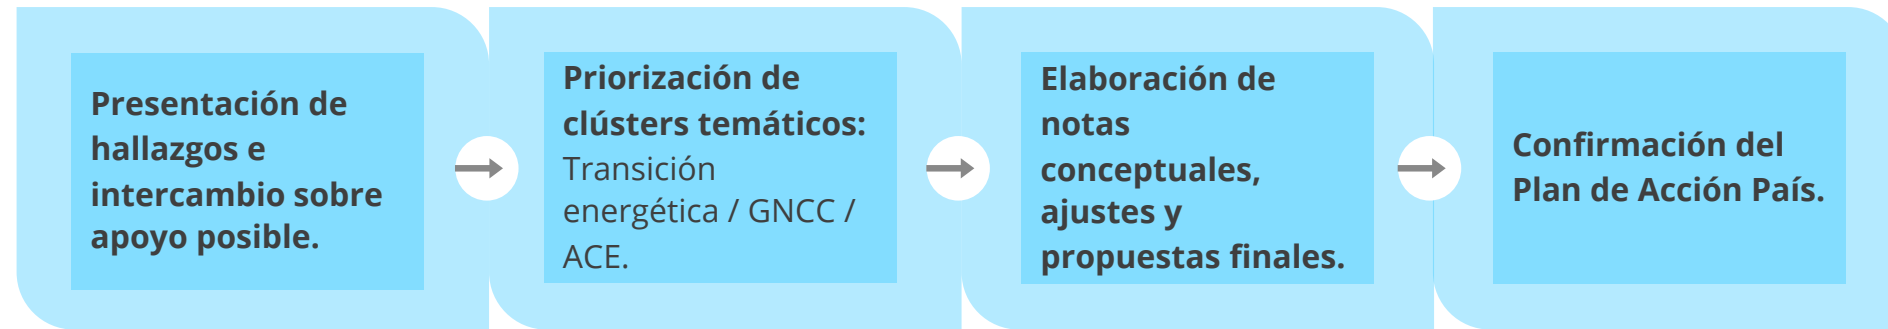 Presentación de
hallazgos e
intercambio sobre
apoyo posible.
Priorización de
clústers temáticos:
Transición
energética / GNCC /
ACE.
Elaboración de
notas
conceptuales,
ajustes y
propuestas finales.
Confirmación del
Plan de Acción País.